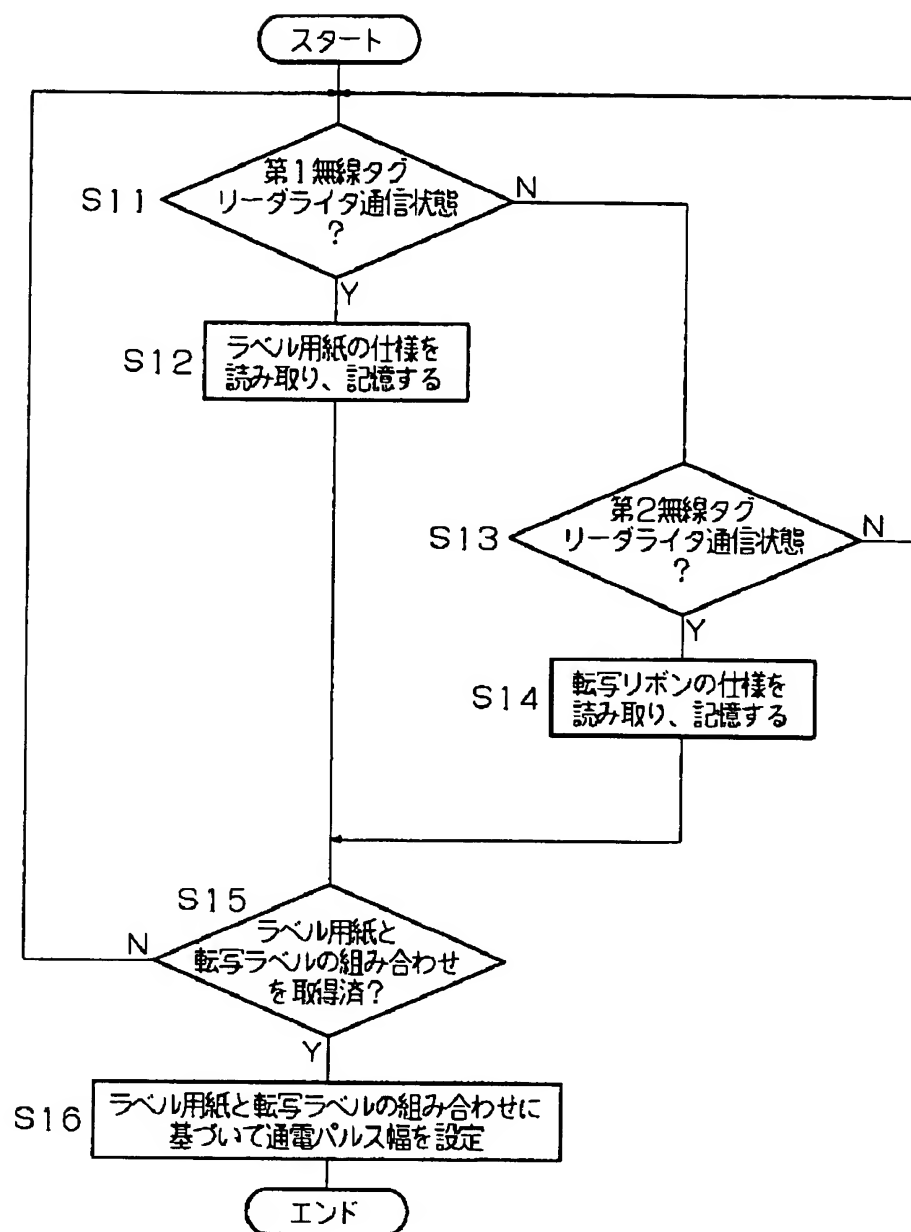 スタート
S11
第1無線タグ
リーダライタ通信状態
?
N
Y
S12
ラベル用紙の仕様を
読み取り、記憶する
S13
第2無線タグ
リーダライタ通信状態
?
N
Y
S14
転写リボンの仕様を
読み取り、記憶する
S15
ラベル用紙と
転写ラベルの組み合わせ
を取得済?
N
Y
S16
ラベル用紙と転写ラベルの組み合わせに
基づいて通電パルス幅を設定
エンド